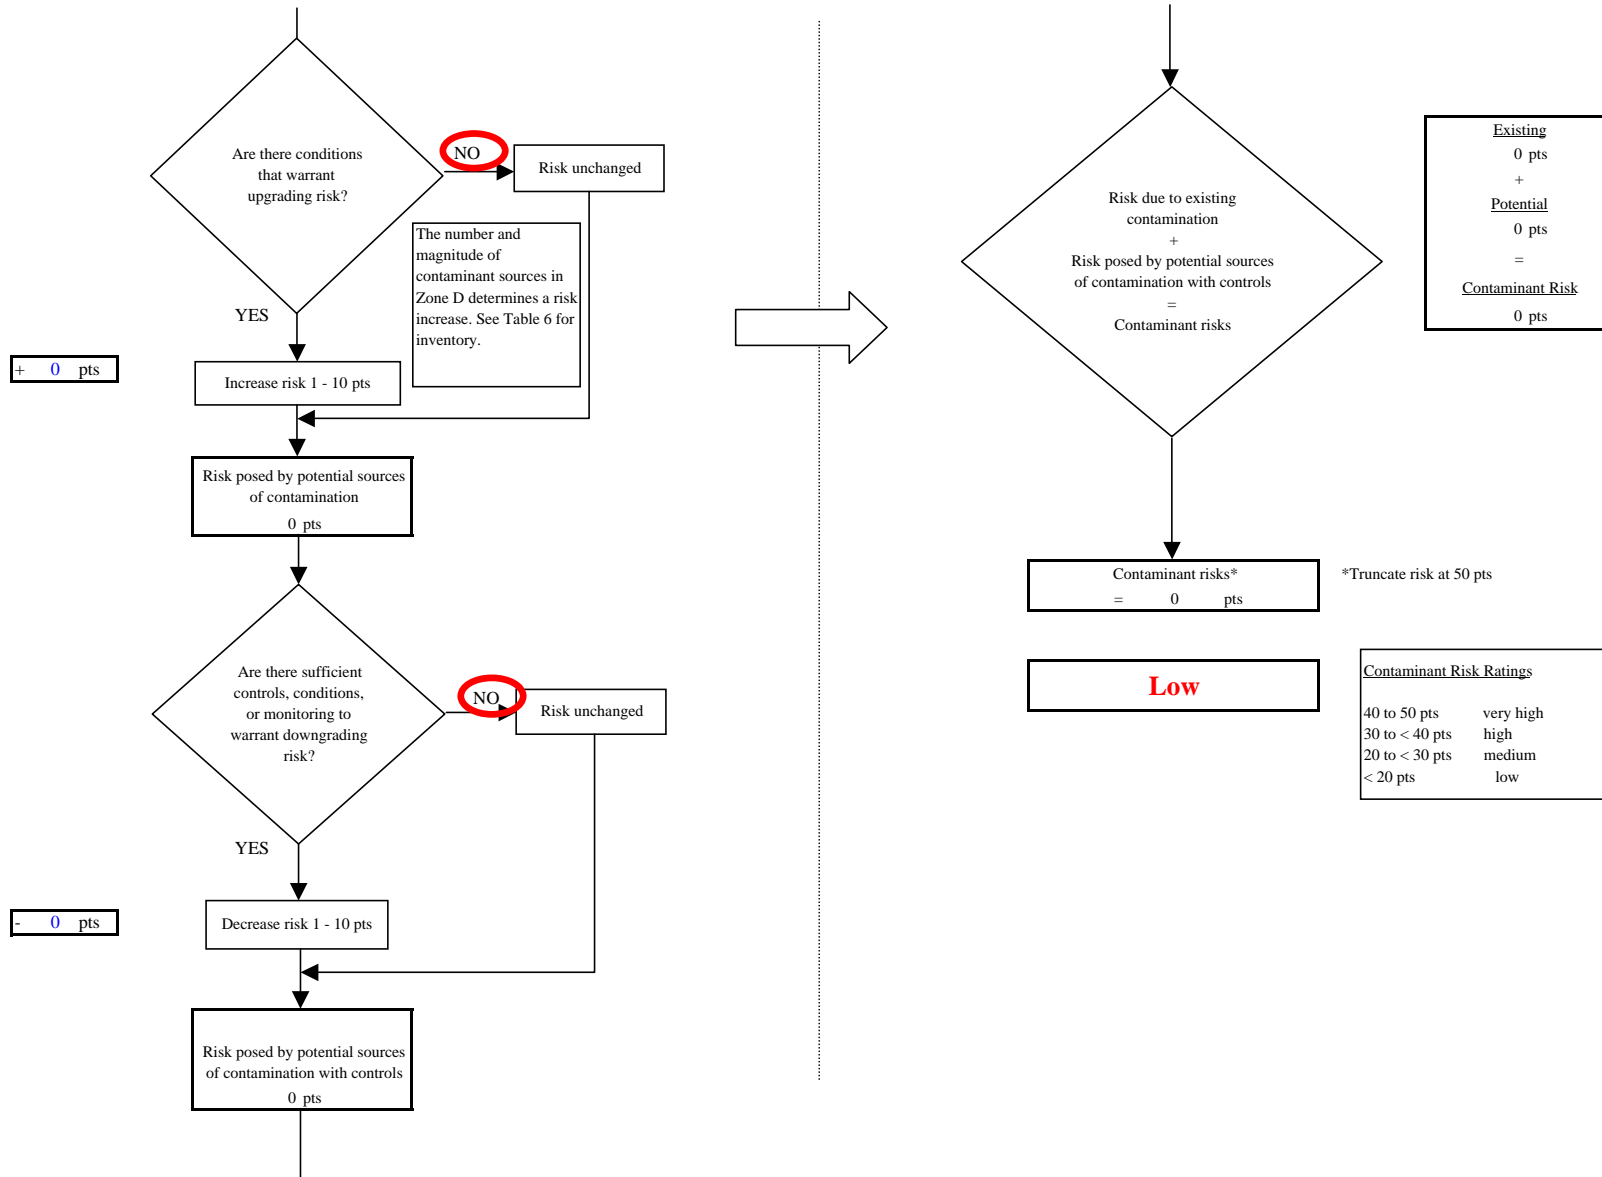 Are there conditions
that warrant
upgrading risk?
NO
Risk unchanged
The number and
magnitude of
contaminant sources in
Zone D determines a risk
increase. See Table 6 for
inventory.
YES
+ 0 pts
Increase risk 1 - 10 pts
Risk posed by potential sources
of contamination
0 pts
Are there sufficient
controls, conditions,
or monitoring to
warrant downgrading
risk?
NO
Risk unchanged
YES
- 0 pts
Decrease risk 1 - 10 pts
Risk posed by potential sources
of contamination with controls
0 pts
Risk due to existing
contamination
+
Risk posed by potential sources
of contamination with controls
=
Contaminant risks
Existing
0 pts
+
Potential
0 pts
=
Contaminant Risk
0 pts
Contaminant risks*
= 0 pts
*Truncate risk at 50 pts
Low
Contaminant Risk Ratings
40 to 50 pts very high
30 to < 40 pts high
20 to < 30 pts medium
< 20 pts low